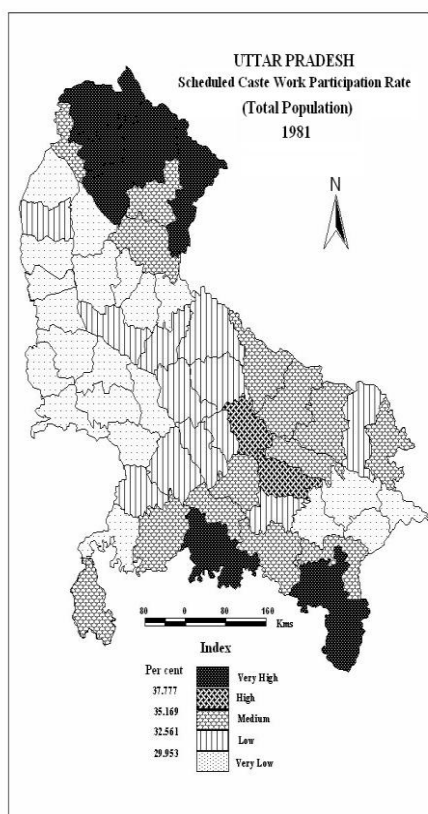 UTTAR PRADESH
Scheduled Caste Work Participation Rate
(Total Population)
1981
N
80 0 80 160
Kms
Index
Per cent
Very High
37.777
High
35.169
Medium
32.561
Low
29.953
Very Low